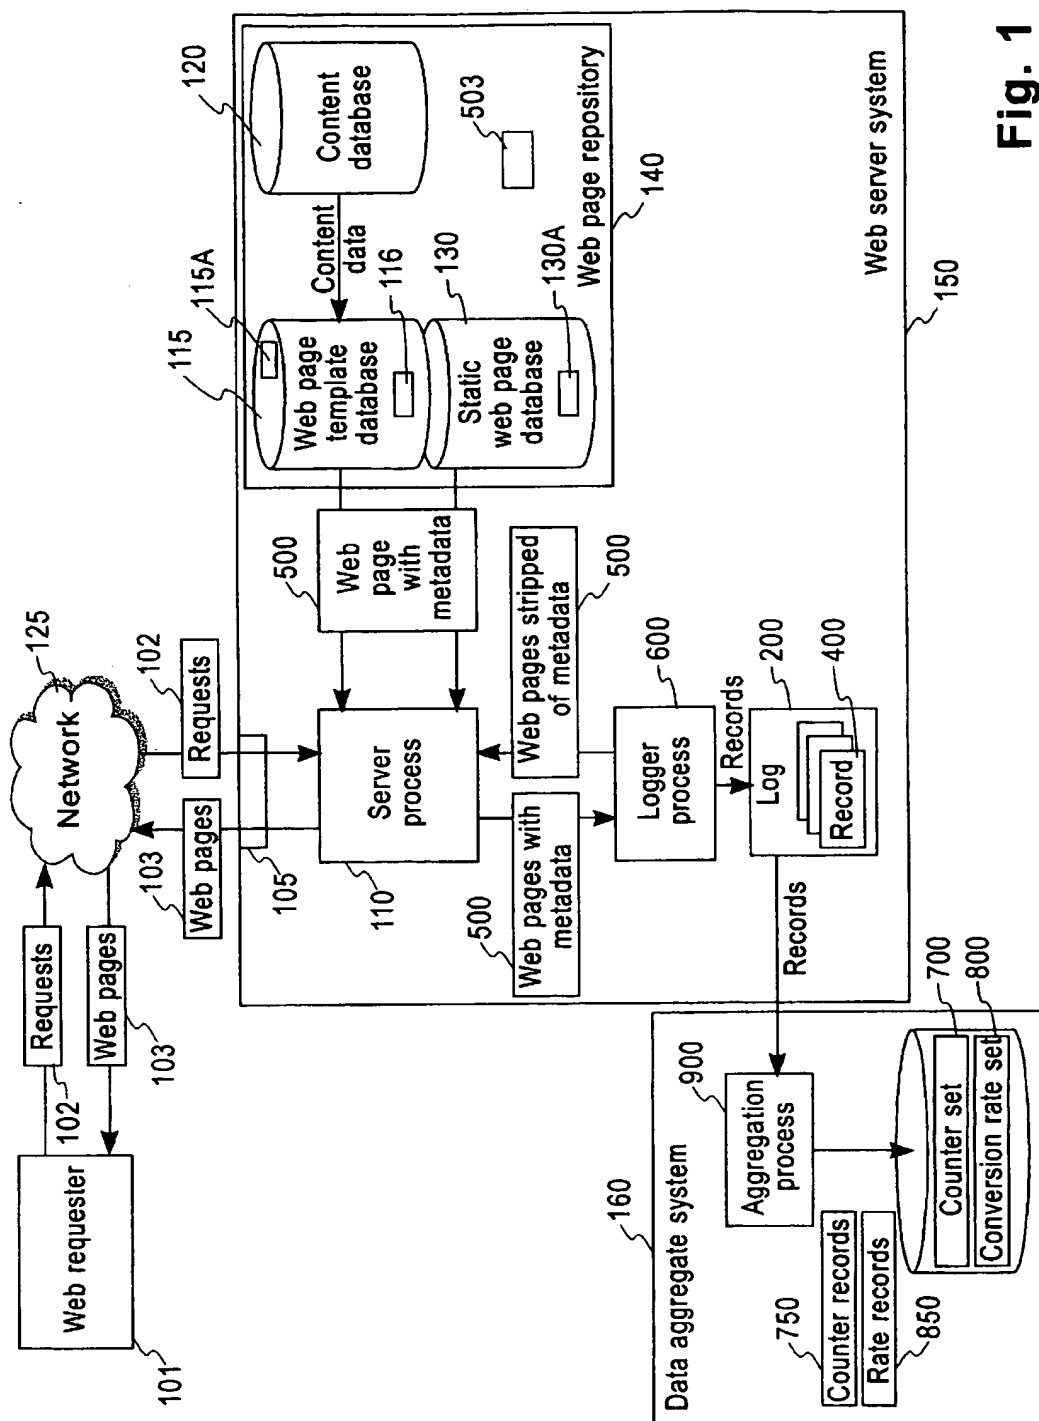 Web requester
101
Requests
102
Web pages
103
Network
125
Requests
102
Web pages
103
105
Server
process
110
Web
page
with
metadata
500
115
115A
Web page
template
database
116
Content
data
120
Content
database
Static
web page
database
130
130A
503
Web page repository
140
Web pages with
metadata
500
Web pages stripped
of metadata
500
Logger
process
600
Records
Log
200
Record
400
Web server system
150
Records
Data aggregate system
160
Aggregation
process
900
Counter records
750
Rate records
850
Counter set
700
Conversion rate set
800
Fig. 1